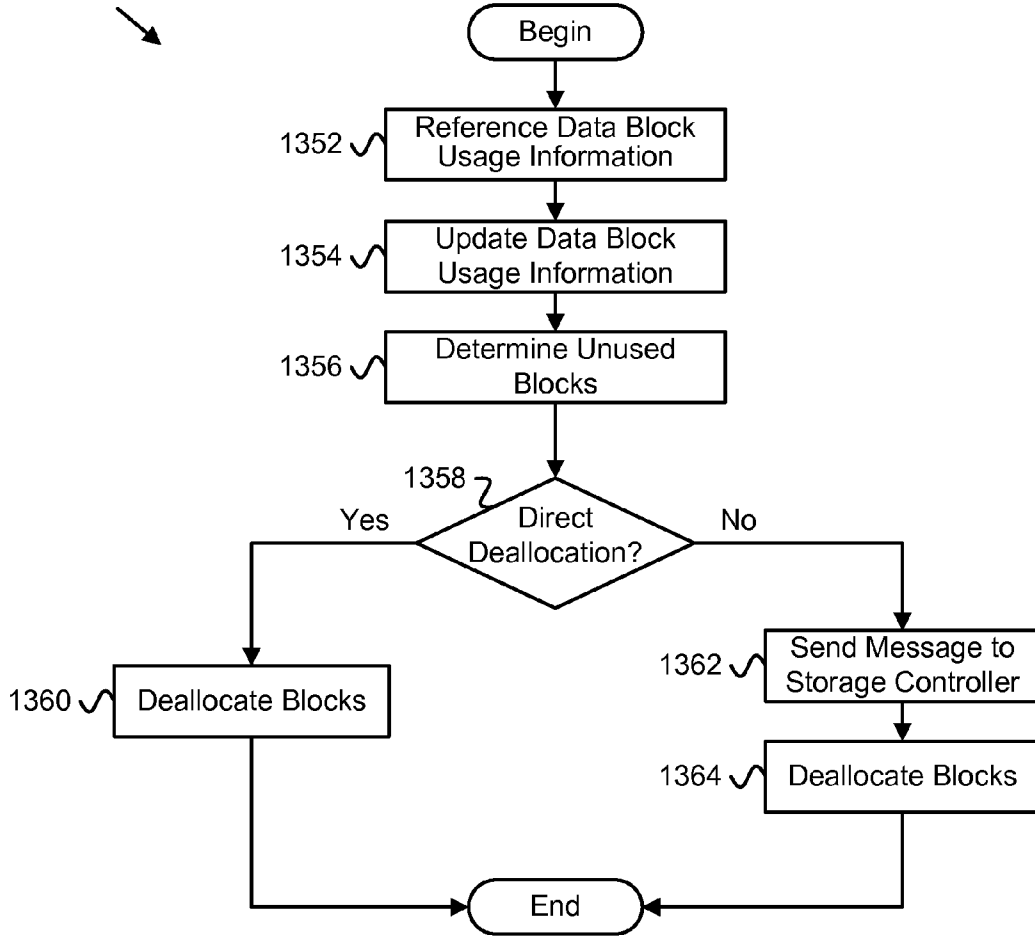 Begin
1352
Reference Data Block
Usage Information
1354
Update Data Block
Usage Information
1356
Determine Unused
Blocks
1358
Yes
Direct
Deallocation?
No
1362
Send Message to
Storage Controller
1360
Deallocate Blocks
1364
Deallocate Blocks
End